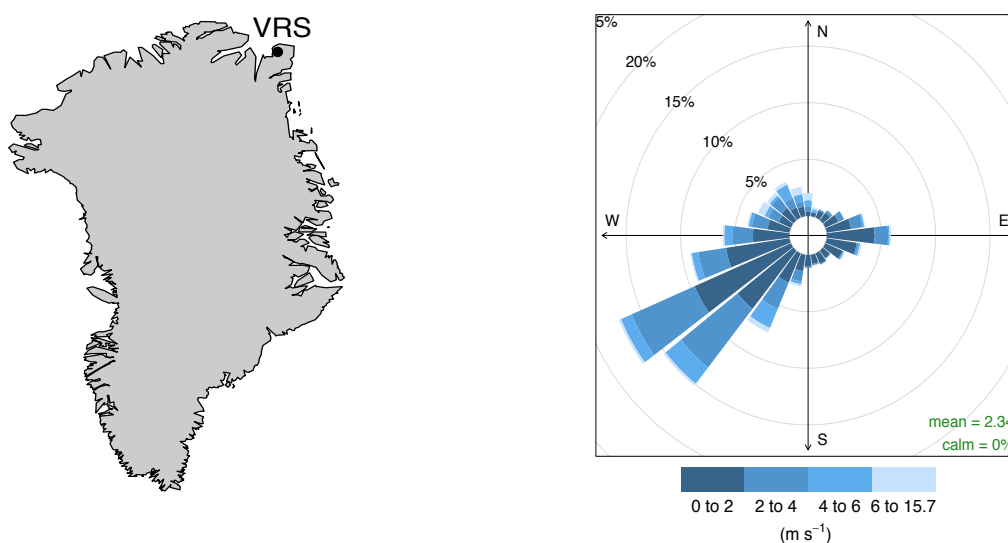 VRS
5%
20%
15%
10%
5%
N
W
E
S
mean = 2.34
calm = 0%
0 to 2 2 to 4 4 to 6 6 to 15.7
(m s⁻¹)